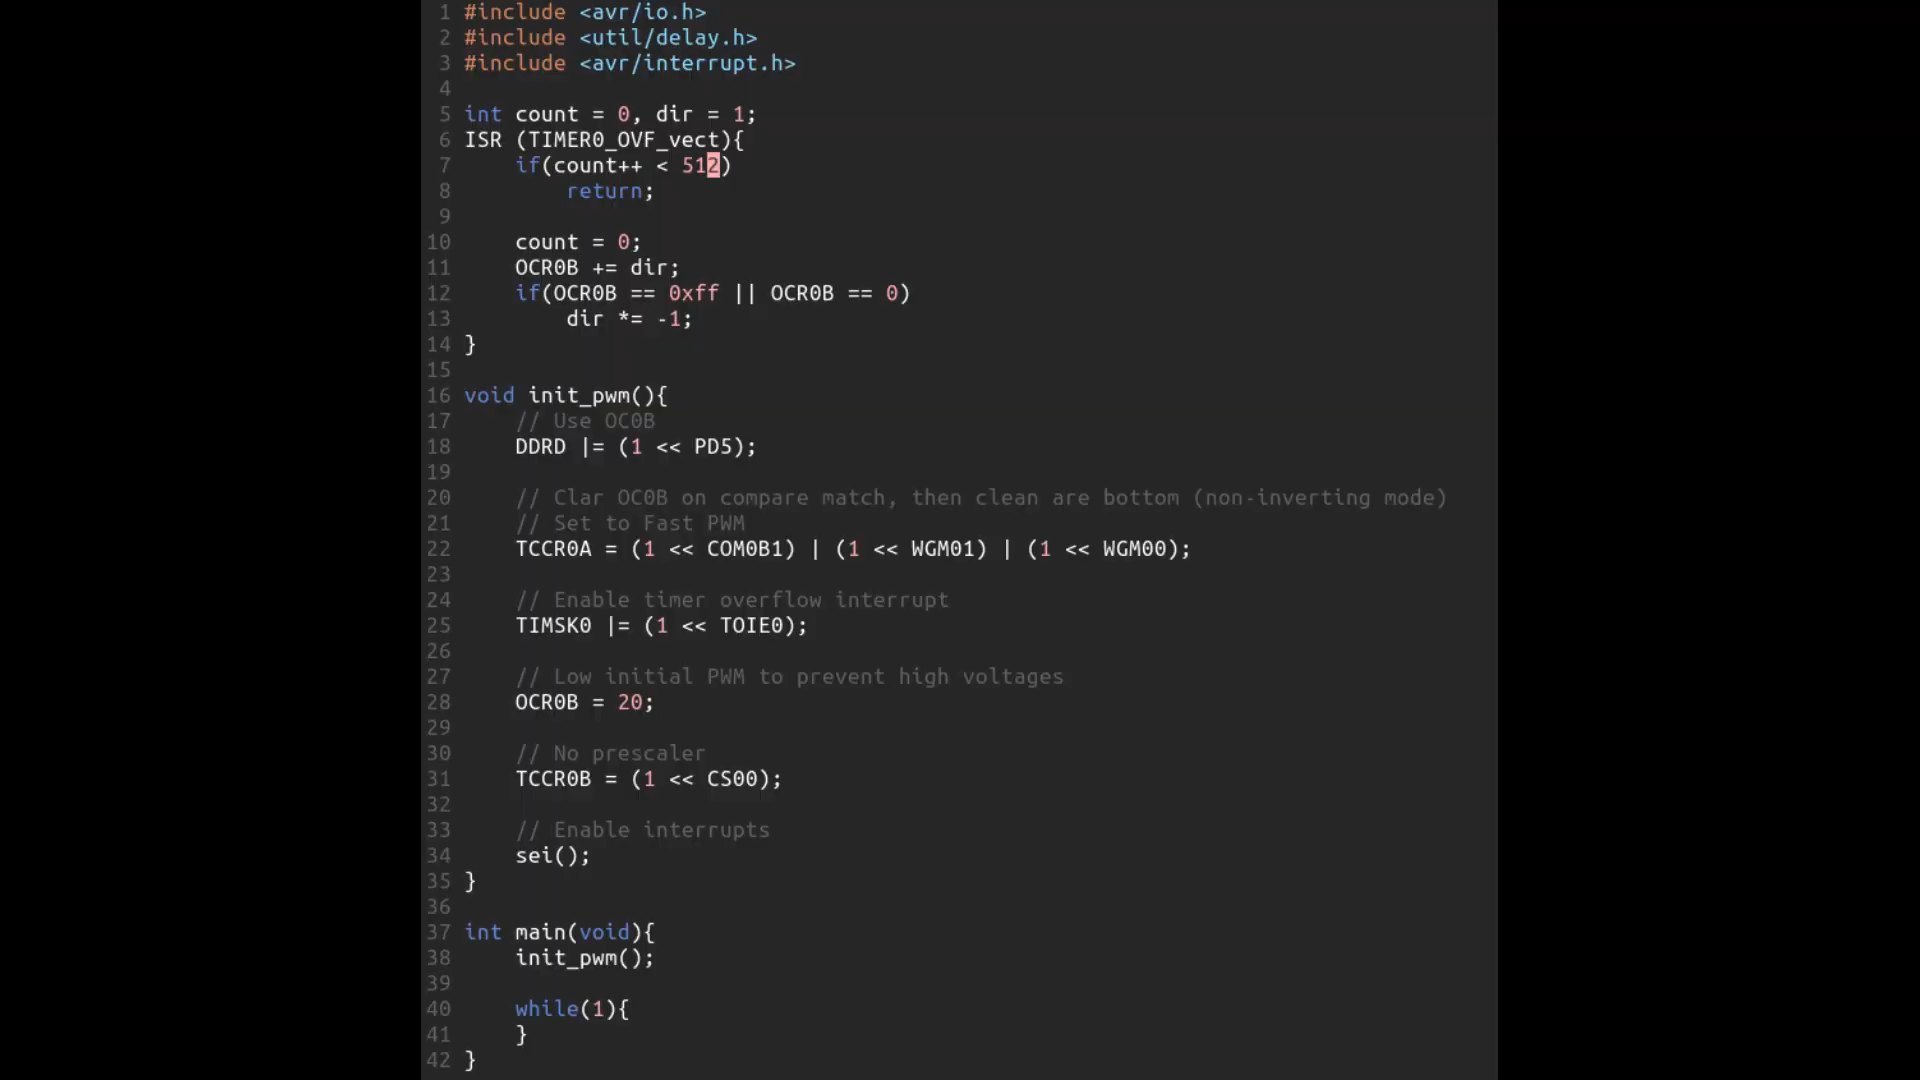 1 #include <avr/io.h>
2 #include <util/delay.h>
3 #include <avr/interrupt.h>
4
5 int count = 0, dir = 1;
6 ISR (TIMER0_OVF_vect){
7     if(count++ < 512)
8         return;
9
10     count = 0;
11     OCR0B += dir;
12     if(OCR0B == 0xff || OCR0B == 0)
13         dir *= -1;
14 }
15
16 void init_pwm(){
17     // Use OC0B
18     DDRD |= (1 << PD5);
19
20     // Clar OC0B on compare match, then clean are bottom (non-inverting mode)
21     // Set to Fast PWM
22     TCCR0A = (1 << COM0B1) | (1 << WGM01) | (1 << WGM00);
23
24     // Enable timer overflow interrupt
25     TIMSK0 |= (1 << TOIE0);
26
27     // Low initial PWM to prevent high voltages
28     OCR0B = 20;
29
30     // No prescaler
31     TCCR0B = (1 << CS00);
32
33     // Enable interrupts
34     sei();
35 }
36
37 int main(void){
38     init_pwm();
39
40     while(1){
41     }
42 }